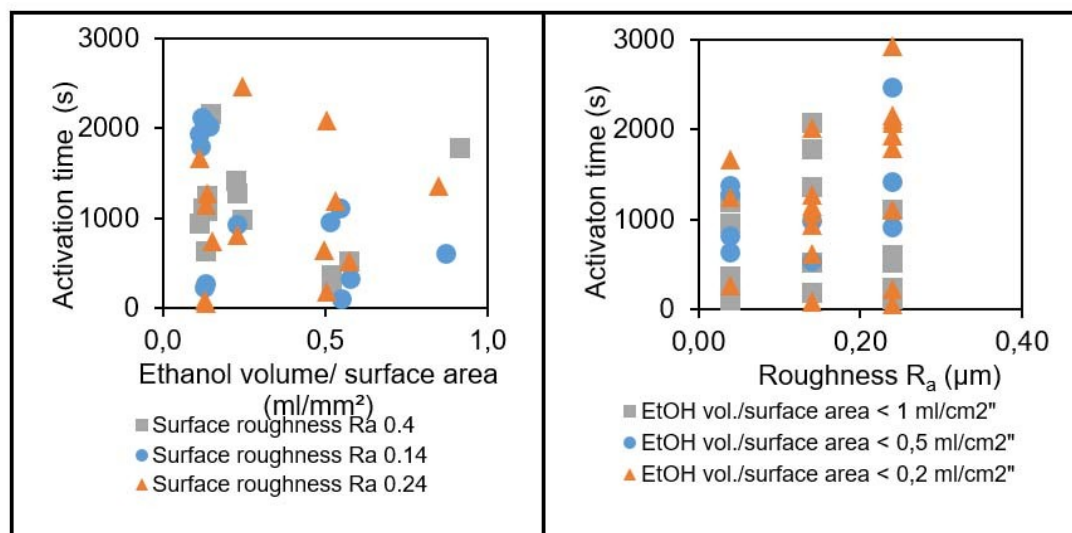 3000
2000
1000
0
Activation time (s)
0,0
0,5
1,0
Ethanol volume/ surface area
(ml/mm²)
Surface roughness Ra 0.4
Surface roughness Ra 0.14
Surface roughness Ra 0.24
3000
2000
1000
0
Activaton time (s)
0,00
0,20
0,40
Roughness Rₐ (µm)
EtOH vol./surface area < 1 ml/cm2"
EtOH vol./surface area < 0,5 ml/cm2"
EtOH vol./surface area < 0,2 ml/cm2"